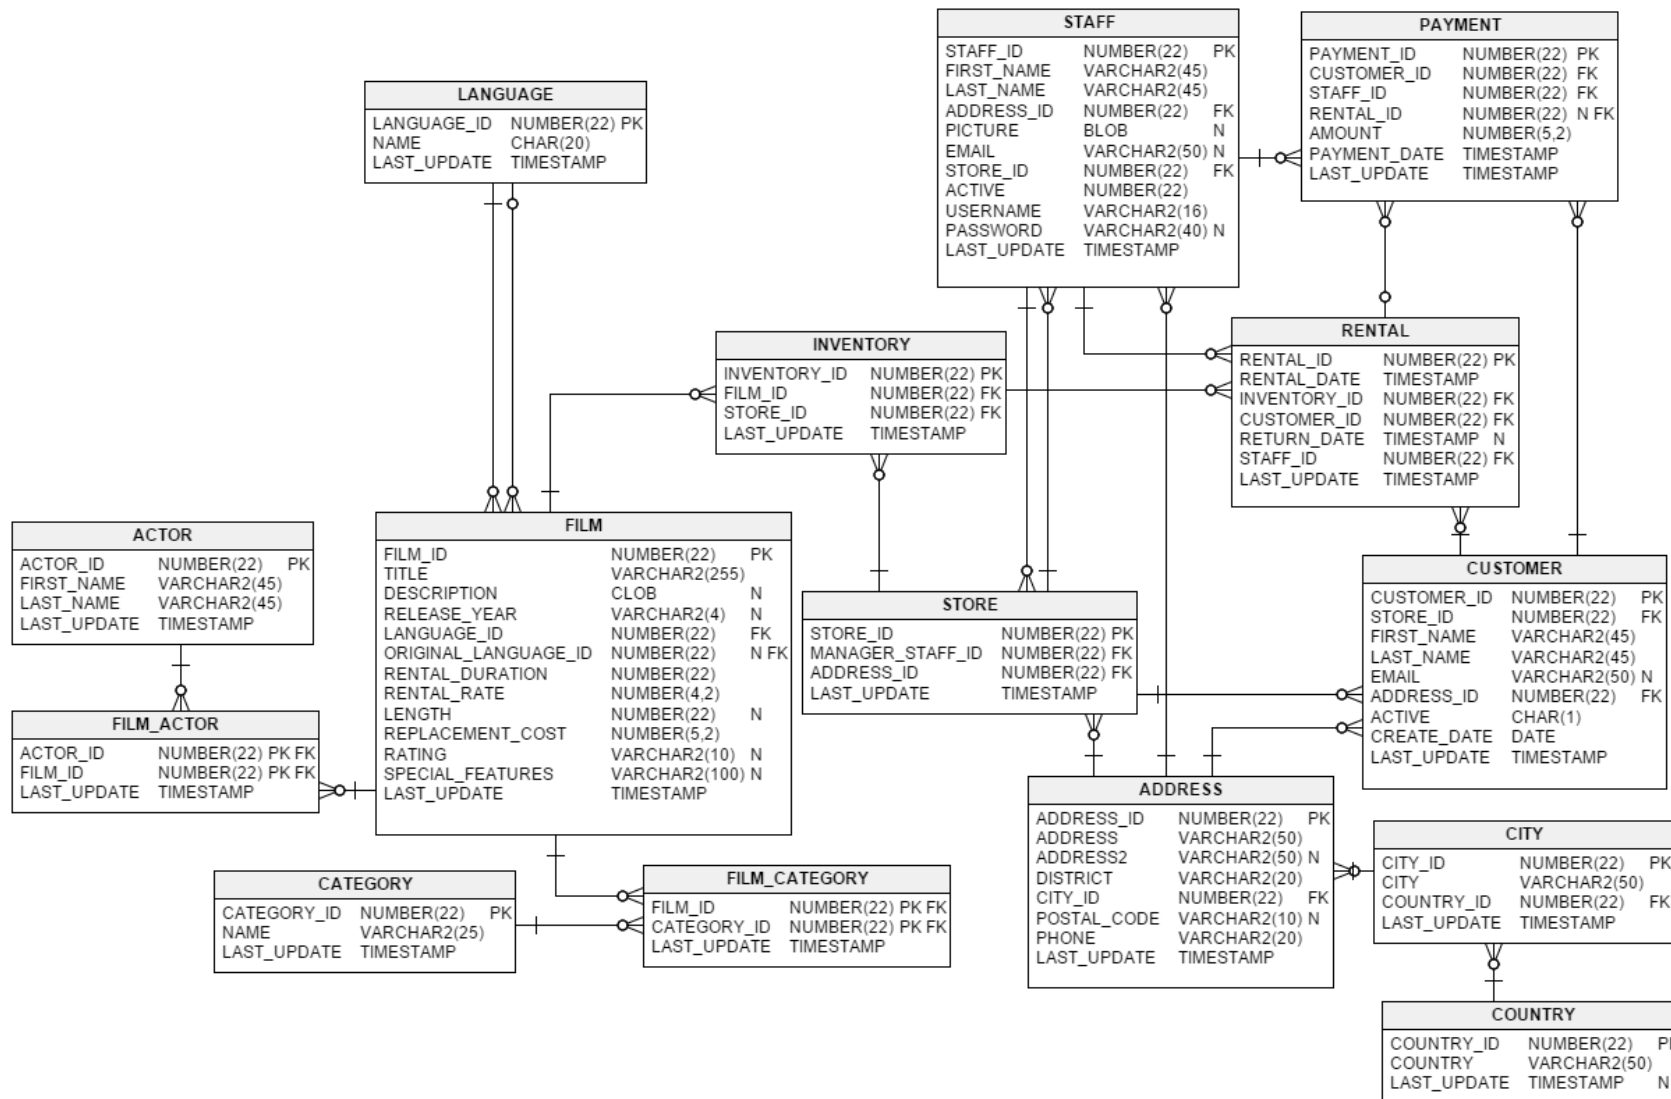 STAFF
STAFF_ID NUMBER(22) PK
FIRST_NAME VARCHAR2(45)
LAST_NAME VARCHAR2(45)
ADDRESS_ID NUMBER(22) FK
PICTURE BLOB N
EMAIL VARCHAR2(50) N
STORE_ID NUMBER(22) FK
ACTIVE NUMBER(22)
USERNAME VARCHAR2(16)
PASSWORD VARCHAR2(40) N
LAST_UPDATE TIMESTAMP
PAYMENT
PAYMENT_ID NUMBER(22) PK
CUSTOMER_ID NUMBER(22) FK
STAFF_ID NUMBER(22) FK
RENTAL_ID NUMBER(22) N FK
AMOUNT NUMBER(5,2)
PAYMENT_DATE TIMESTAMP
LAST_UPDATE TIMESTAMP
LANGUAGE
LANGUAGE_ID NUMBER(22) PK
NAME CHAR(20)
LAST_UPDATE TIMESTAMP
INVENTORY
INVENTORY_ID NUMBER(22) PK
FILM_ID NUMBER(22) FK
STORE_ID NUMBER(22) FK
LAST_UPDATE TIMESTAMP
RENTAL
RENTAL_ID NUMBER(22) PK
RENTAL_DATE TIMESTAMP
INVENTORY_ID NUMBER(22) FK
CUSTOMER_ID NUMBER(22) FK
RETURN_DATE TIMESTAMP N
STAFF_ID NUMBER(22) FK
LAST_UPDATE TIMESTAMP
ACTOR
ACTOR_ID NUMBER(22) PK
FIRST_NAME VARCHAR2(45)
LAST_NAME VARCHAR2(45)
LAST_UPDATE TIMESTAMP
FILM
FILM_ID NUMBER(22) PK
TITLE VARCHAR2(255)
DESCRIPTION CLOB N
RELEASE_YEAR VARCHAR2(4) N
LANGUAGE_ID NUMBER(22) FK
ORIGINAL_LANGUAGE_ID NUMBER(22) N FK
RENTAL_DURATION NUMBER(22)
RENTAL_RATE NUMBER(4,2)
LENGTH NUMBER(22) N
REPLACEMENT_COST NUMBER(5,2)
RATING VARCHAR2(10) N
SPECIAL_FEATURES VARCHAR2(100) N
LAST_UPDATE TIMESTAMP
STORE
STORE_ID NUMBER(22) PK
MANAGER_STAFF_ID NUMBER(22) FK
ADDRESS_ID NUMBER(22) FK
LAST_UPDATE TIMESTAMP
CUSTOMER
CUSTOMER_ID NUMBER(22) PK
STORE_ID NUMBER(22) FK
FIRST_NAME VARCHAR2(45)
LAST_NAME VARCHAR2(45)
EMAIL VARCHAR2(50) N
ADDRESS_ID NUMBER(22) FK
ACTIVE CHAR(1)
CREATE_DATE DATE
LAST_UPDATE TIMESTAMP
FILM_ACTOR
ACTOR_ID NUMBER(22) PK FK
FILM_ID NUMBER(22) PK FK
LAST_UPDATE TIMESTAMP
ADDRESS
ADDRESS_ID NUMBER(22) PK
ADDRESS VARCHAR2(50)
ADDRESS2 VARCHAR2(50) N
DISTRICT VARCHAR2(20)
CITY_ID NUMBER(22) FK
POSTAL_CODE VARCHAR2(10) N
PHONE VARCHAR2(20)
LAST_UPDATE TIMESTAMP
CITY
CITY_ID NUMBER(22) PK
CITY VARCHAR2(50)
COUNTRY_ID NUMBER(22) FK
LAST_UPDATE TIMESTAMP
CATEGORY
CATEGORY_ID NUMBER(22) PK
NAME VARCHAR2(25)
LAST_UPDATE TIMESTAMP
FILM_CATEGORY
FILM_ID NUMBER(22) PK FK
CATEGORY_ID NUMBER(22) PK FK
LAST_UPDATE TIMESTAMP
COUNTRY
COUNTRY_ID NUMBER(22) PK
COUNTRY VARCHAR2(50)
LAST_UPDATE TIMESTAMP N